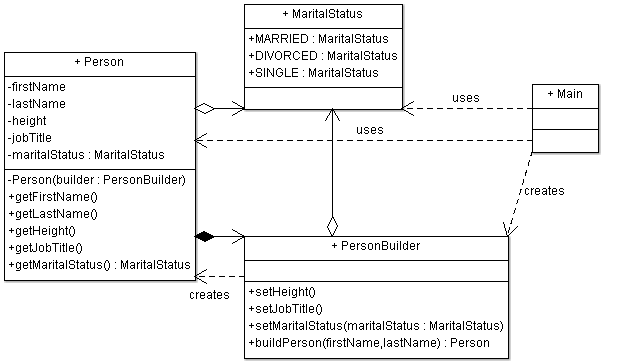 + MaritalStatus
+MARRIED : MaritalStatus
+DIVORCED : MaritalStatus
+SINGLE : MaritalStatus
+ Person
-firstName
-lastName
-height
-jobTitle
-maritalStatus : MaritalStatus
-Person(builder : PersonBuilder)
+getFirstName()
+getLastName()
+getHeight()
+getJobTitle()
+getMaritalStatus() : MaritalStatus
+ Main
uses
uses
creates
creates
+ PersonBuilder
+setHeight()
+setJobTitle()
+setMaritalStatus(maritalStatus : MaritalStatus)
+buildPerson(firstName,lastName) : Person